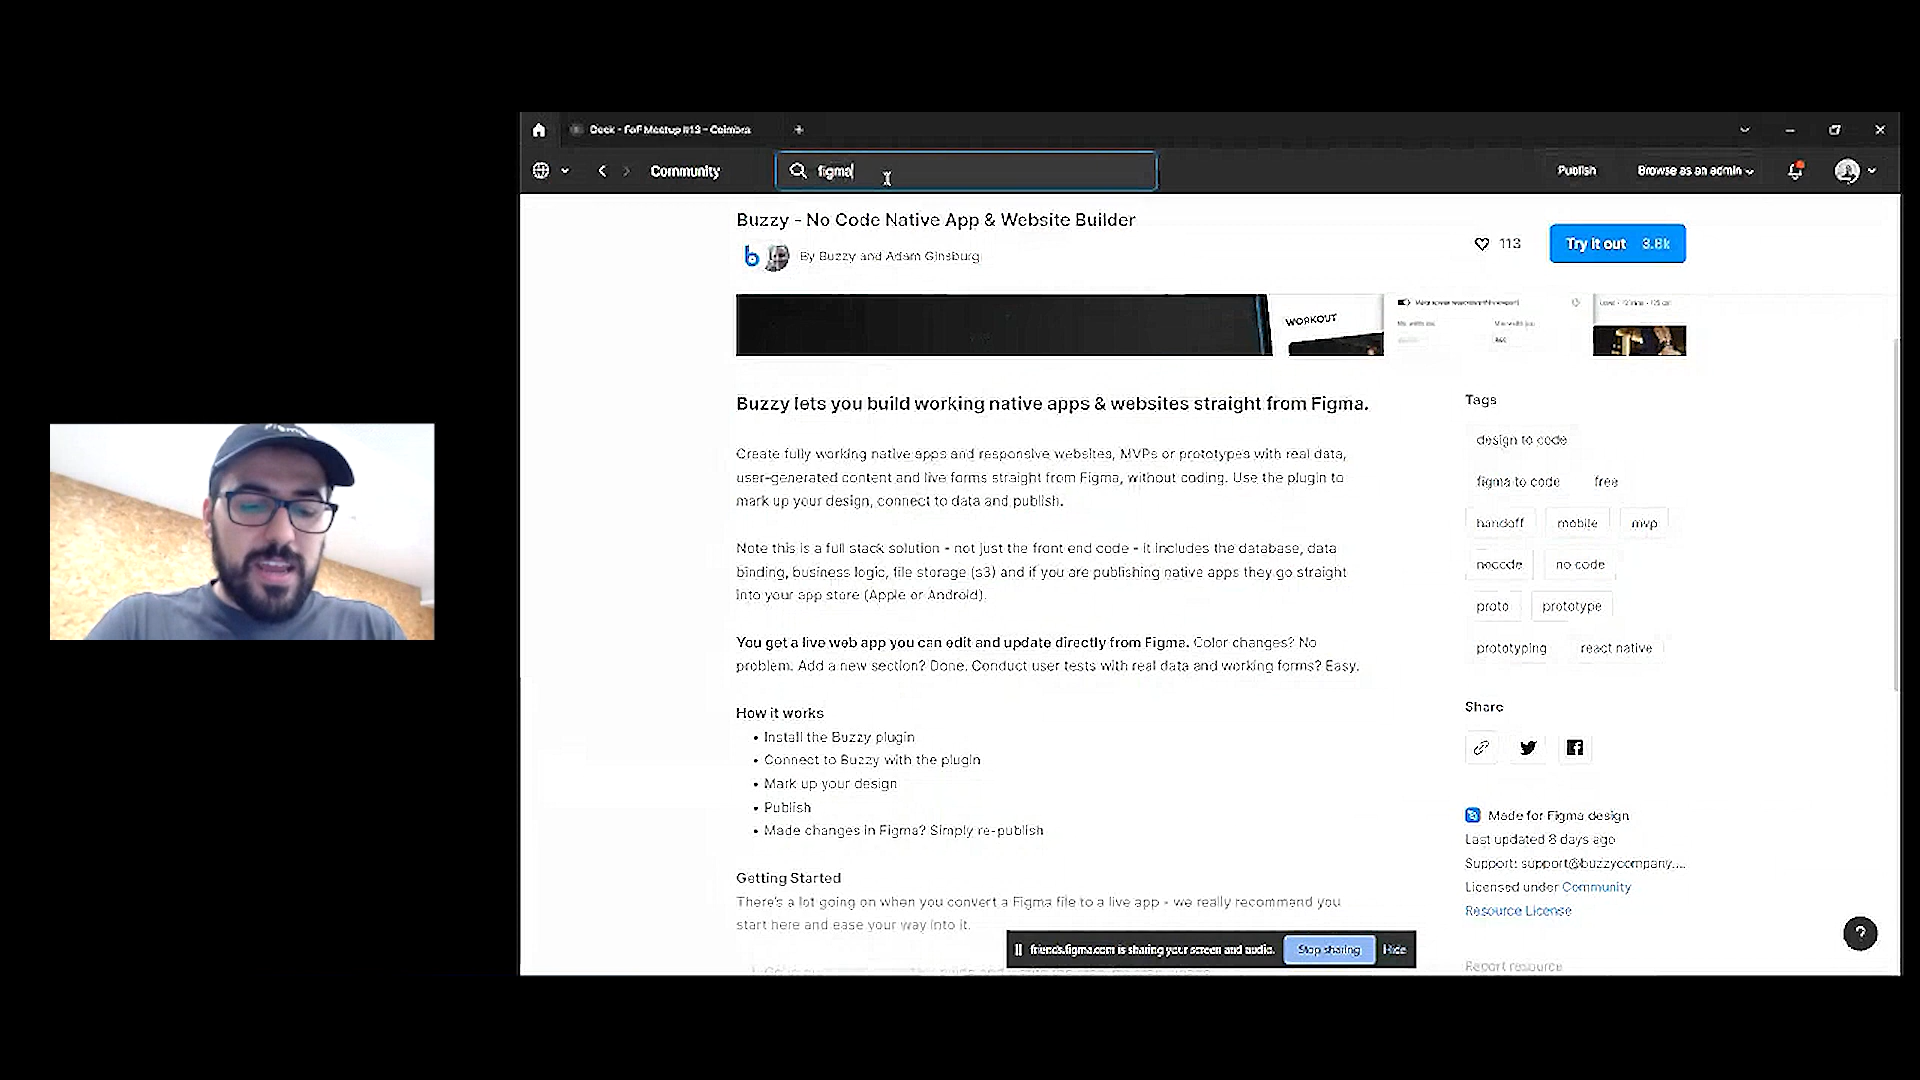 Deck - FoF Meetup #13 - Coimbra
Community
figma
Publish
Browse as an admin
Buzzy - No Code Native App & Website Builder
By Buzzy and Adam Ginsburg
113
Try it out 3.6k
WORKOUT
Buzzy lets you build working native apps & websites straight from Figma.
Create fully working native apps and responsive websites, MVPs or prototypes with real data,
user-generated content and live forms straight from Figma, without coding. Use the plugin to
mark up your design, connect to data and publish.
Note this is a full stack solution - not just the front end code - it includes the database, data
binding, business logic, file storage (s3) and if you are publishing native apps they go straight
into your app store (Apple or Android).
You get a live web app you can edit and update directly from Figma. Color changes? No
problem. Add a new section? Done. Conduct user tests with real data and working forms? Easy.
How it works
• Install the Buzzy plugin
• Connect to Buzzy with the plugin
• Mark up your design
• Publish
• Made changes in Figma? Simply re-publish
Getting Started
There's a lot going on when you convert a Figma file to a live app - we really recommend you
start here and ease your way into it.
Tags
design to code
figma to code free
handoff mobile mvp
nocode no code
proto prototype
prototyping react native
Share
Made for Figma design
Last updated 8 days ago
Support: support@buzzycompany....
Licensed under Community
Resource License
Report resource
friends.figma.com is sharing your screen and audio.
Stop sharing
Hide
?